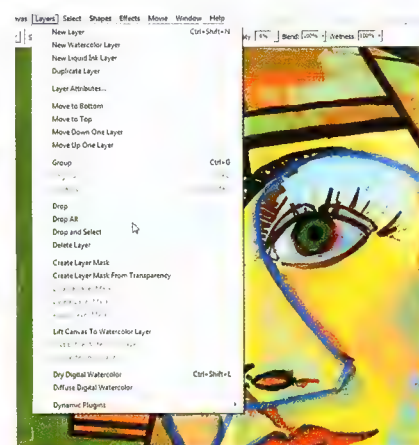 Layers Select Shapes Effects Movie Window Help
Blend: Wetness
New Layer Ctrl+Shift+N
New Watercolor Layer
New Liquid Ink Layer
Duplicate Layer
Layer Attributes...
Move to Bottom
Move to Top
Move Down One Layer
Move Up One Layer
Group Ctrl+G
Drop
Drop All
Drop and Select
Delete Layer
Create Layer Mask
Create Layer Mask From Transparency
Lift Canvas To Watercolor Layer
Dry Digital Watercolor Ctrl+Shift+L
Diffuse Digital Watercolor
Dynamic Plugins